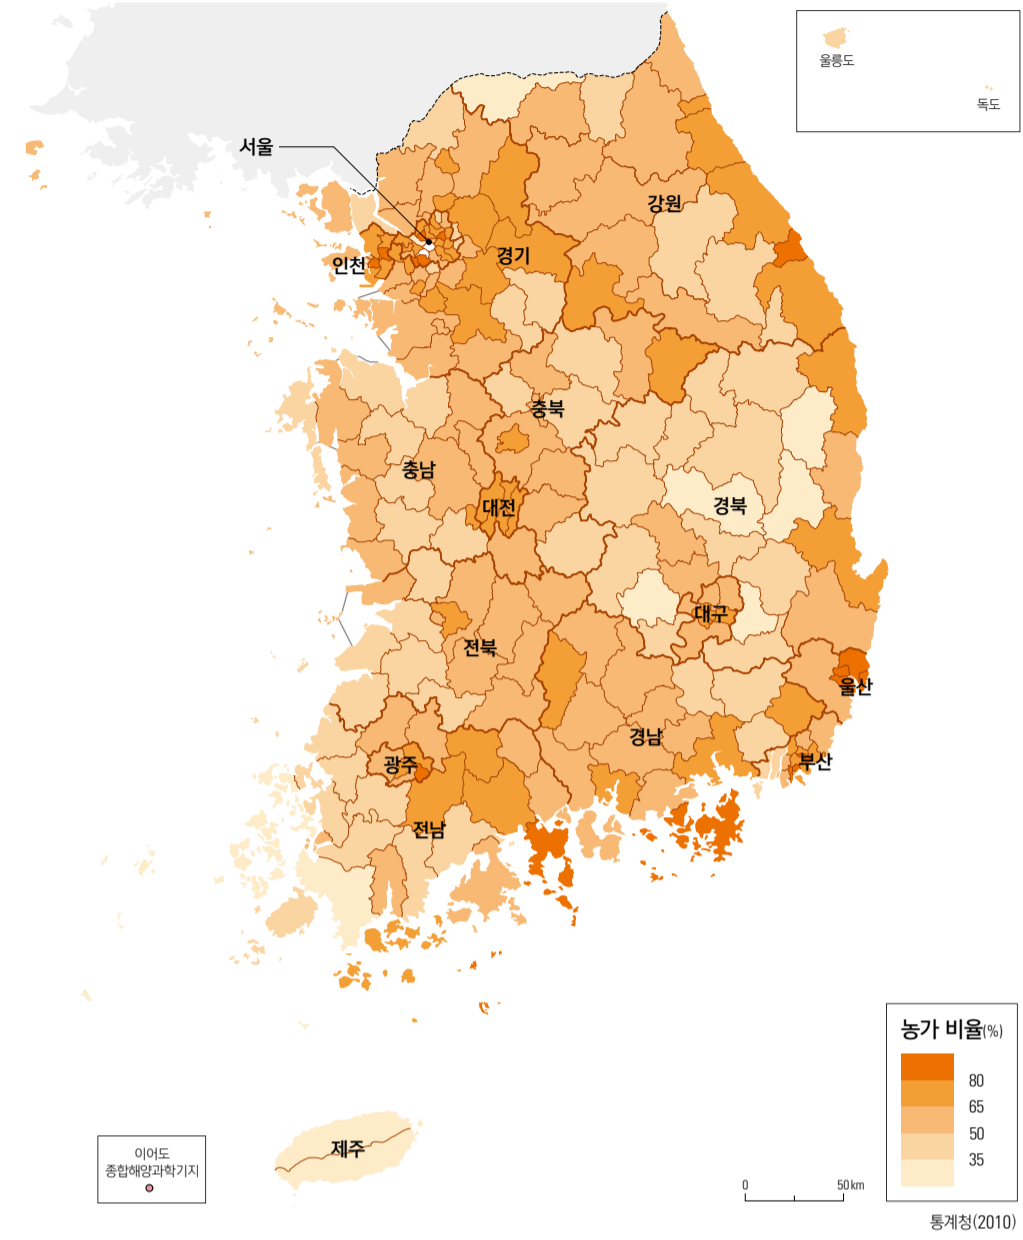 울릉도
독도
서울
강원
경기
인천
충북
충남
경북
대전
대구
전북
울산
경남
부산
광주
전남
제주
농가 비율(%)
80
65
50
35
이어도
종합해양과학기지
0 50km
통계청(2010)